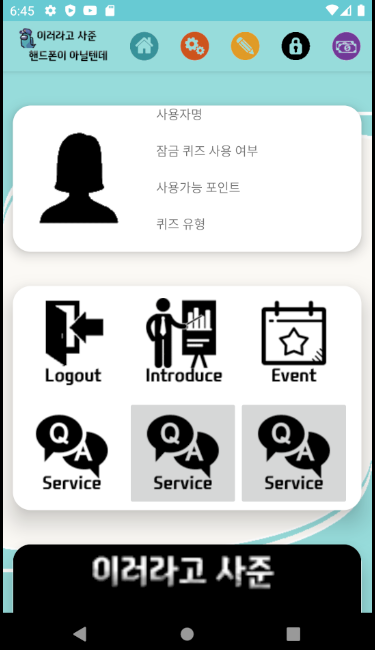 6:45
이러라고 사준
핸드폰이 아닐텐데
사용자명
잠금 퀴즈 사용 여부
사용가능 포인트
퀴즈 유형
Logout
Introduce
Event
Q A
Service
Q A
Service
Q A
Service
이러라고 사준